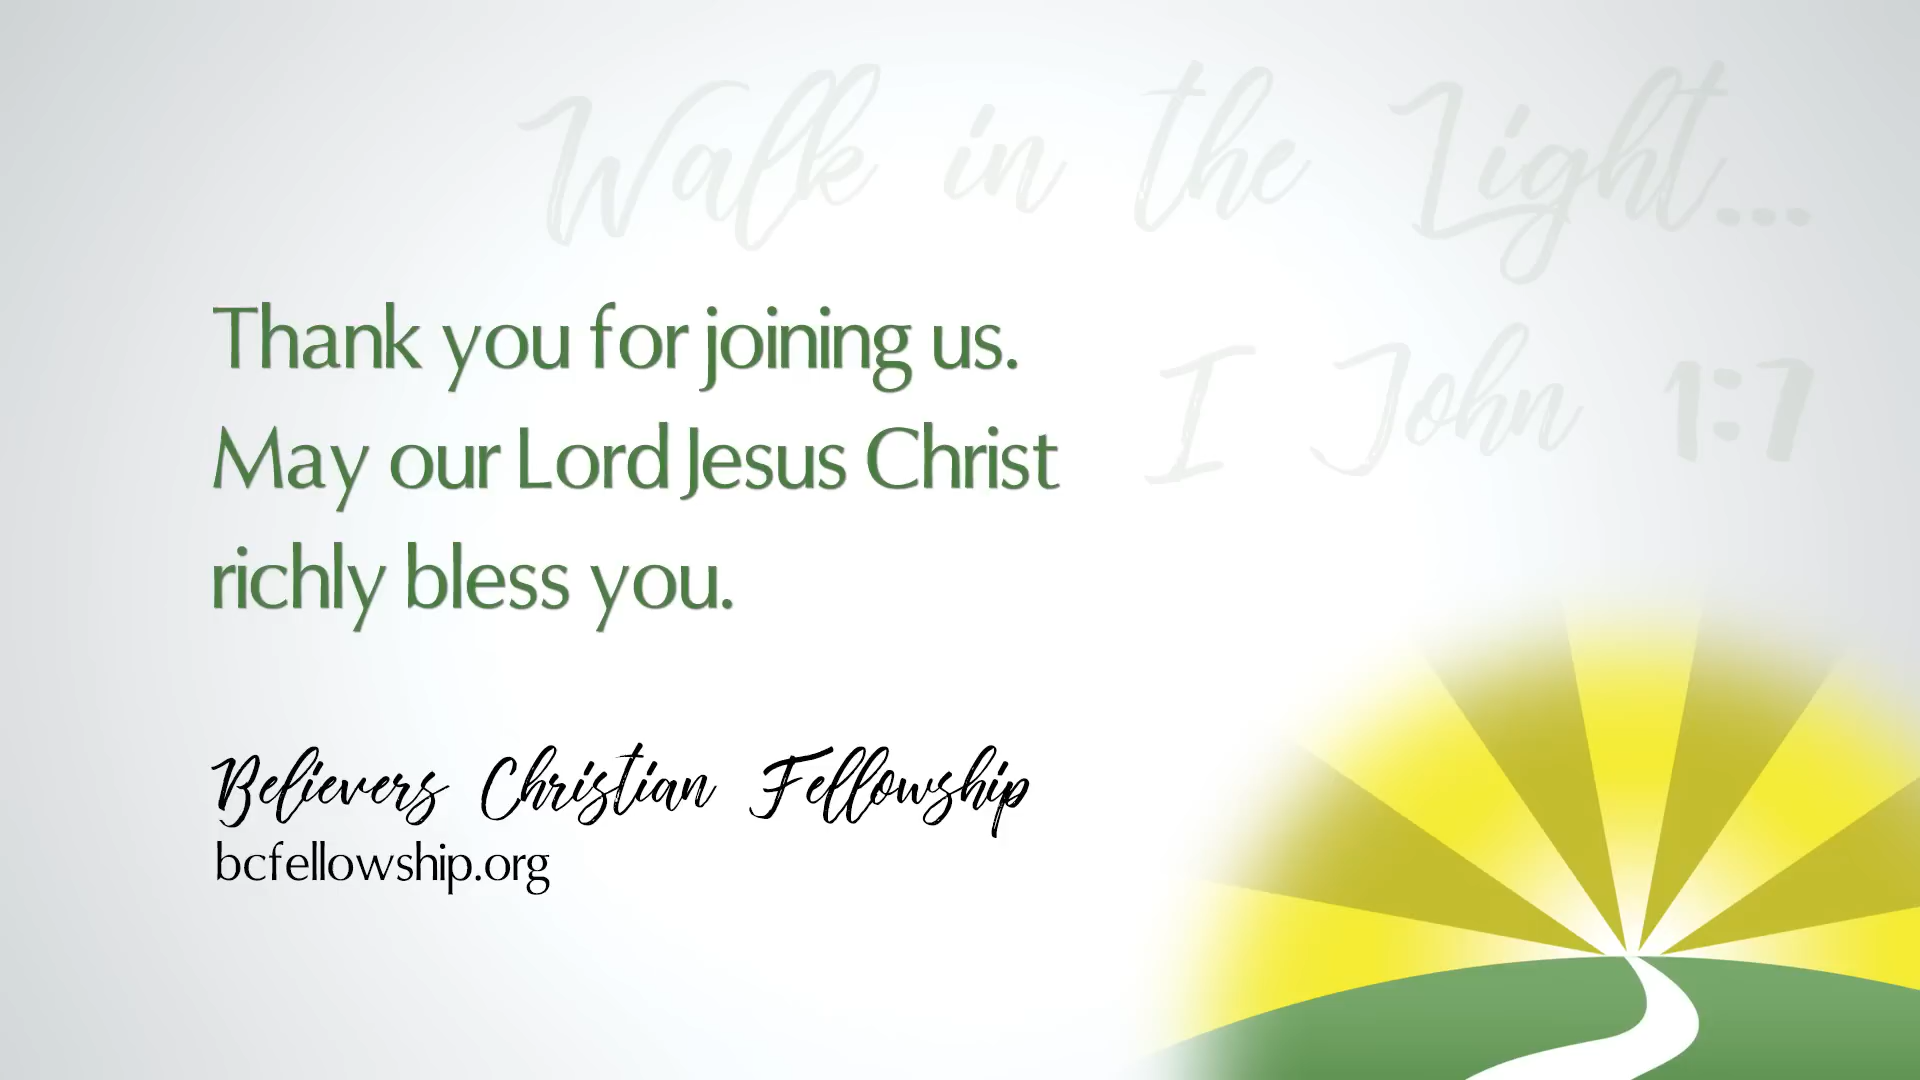 Walk in the Light...
I John 1:7
Thank you for joining us.
May our Lord Jesus Christ
richly bless you.
Believers Christian Fellowship
bcfellowship.org